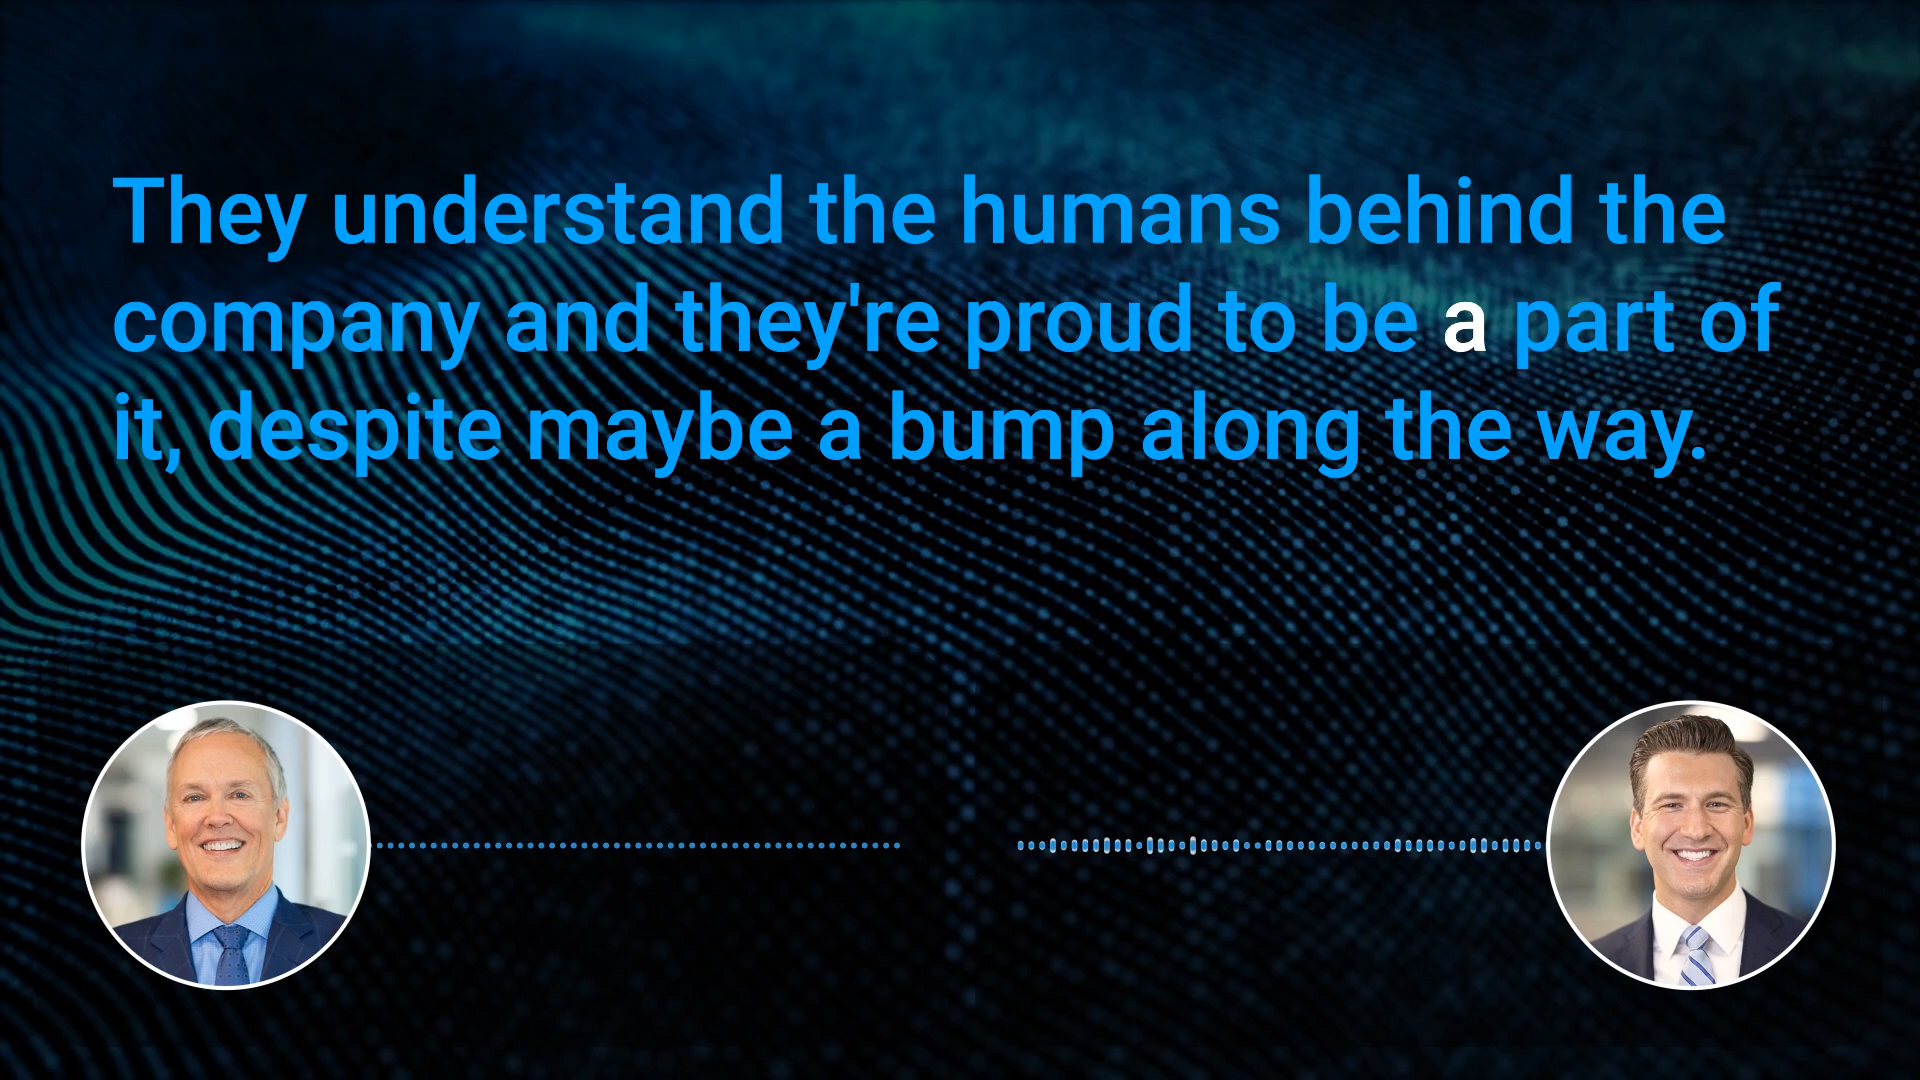 They understand the humans behind the
company and they're proud to be a part of
it, despite maybe a bump along the way.